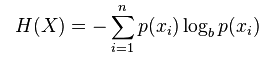 H(X) = − ∑_{i=1}^{n} p(x_i) log_b p(x_i)